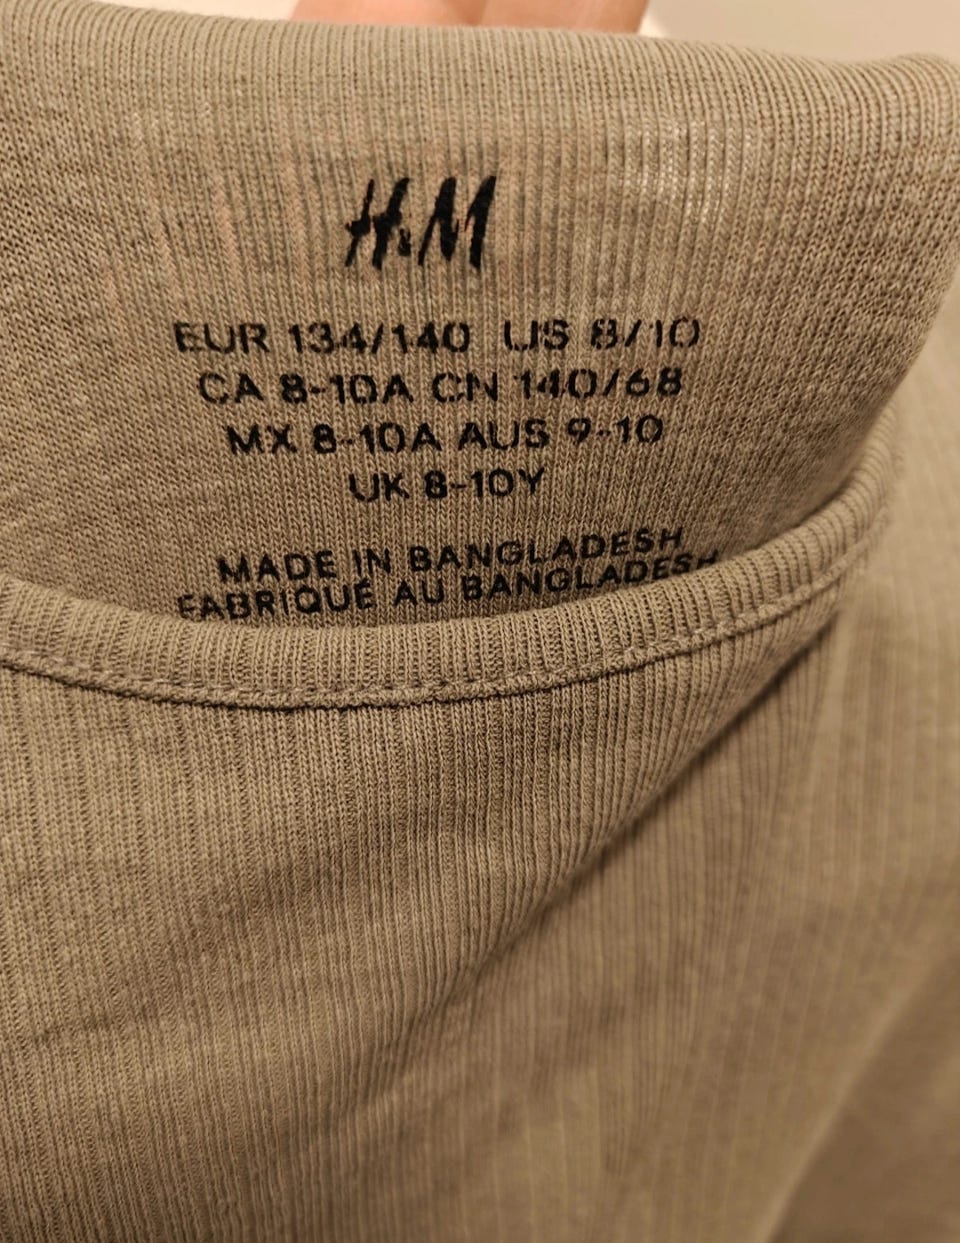 H&M
EUR 134/140 US 8/10
CA 8-10A CN 140/68
MX 8-10A AUS 9-10
UK 8-10Y
MADE IN BANGLADESH
FABRIQUÉ AU BANGLADESH